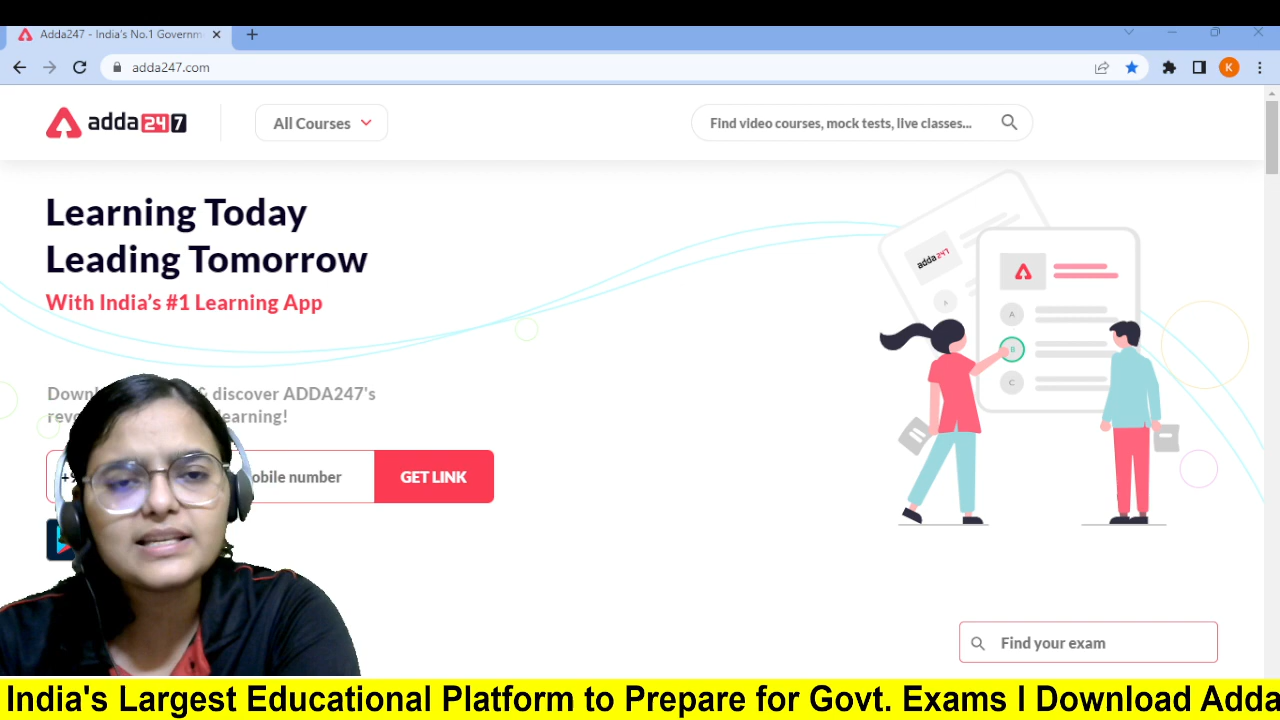 Adda247 - India's No.1 Governm
adda247.com
K
adda247
All Courses
Find video courses, mock tests, live classes...
Learning Today
Leading Tomorrow
With India's #1 Learning App
& discover ADDA247's
learning!
obile number
GET LINK
adda247
A
A
B
C
Find your exam
India's Largest Educational Platform to Prepare for Govt. Exams I Download Adda